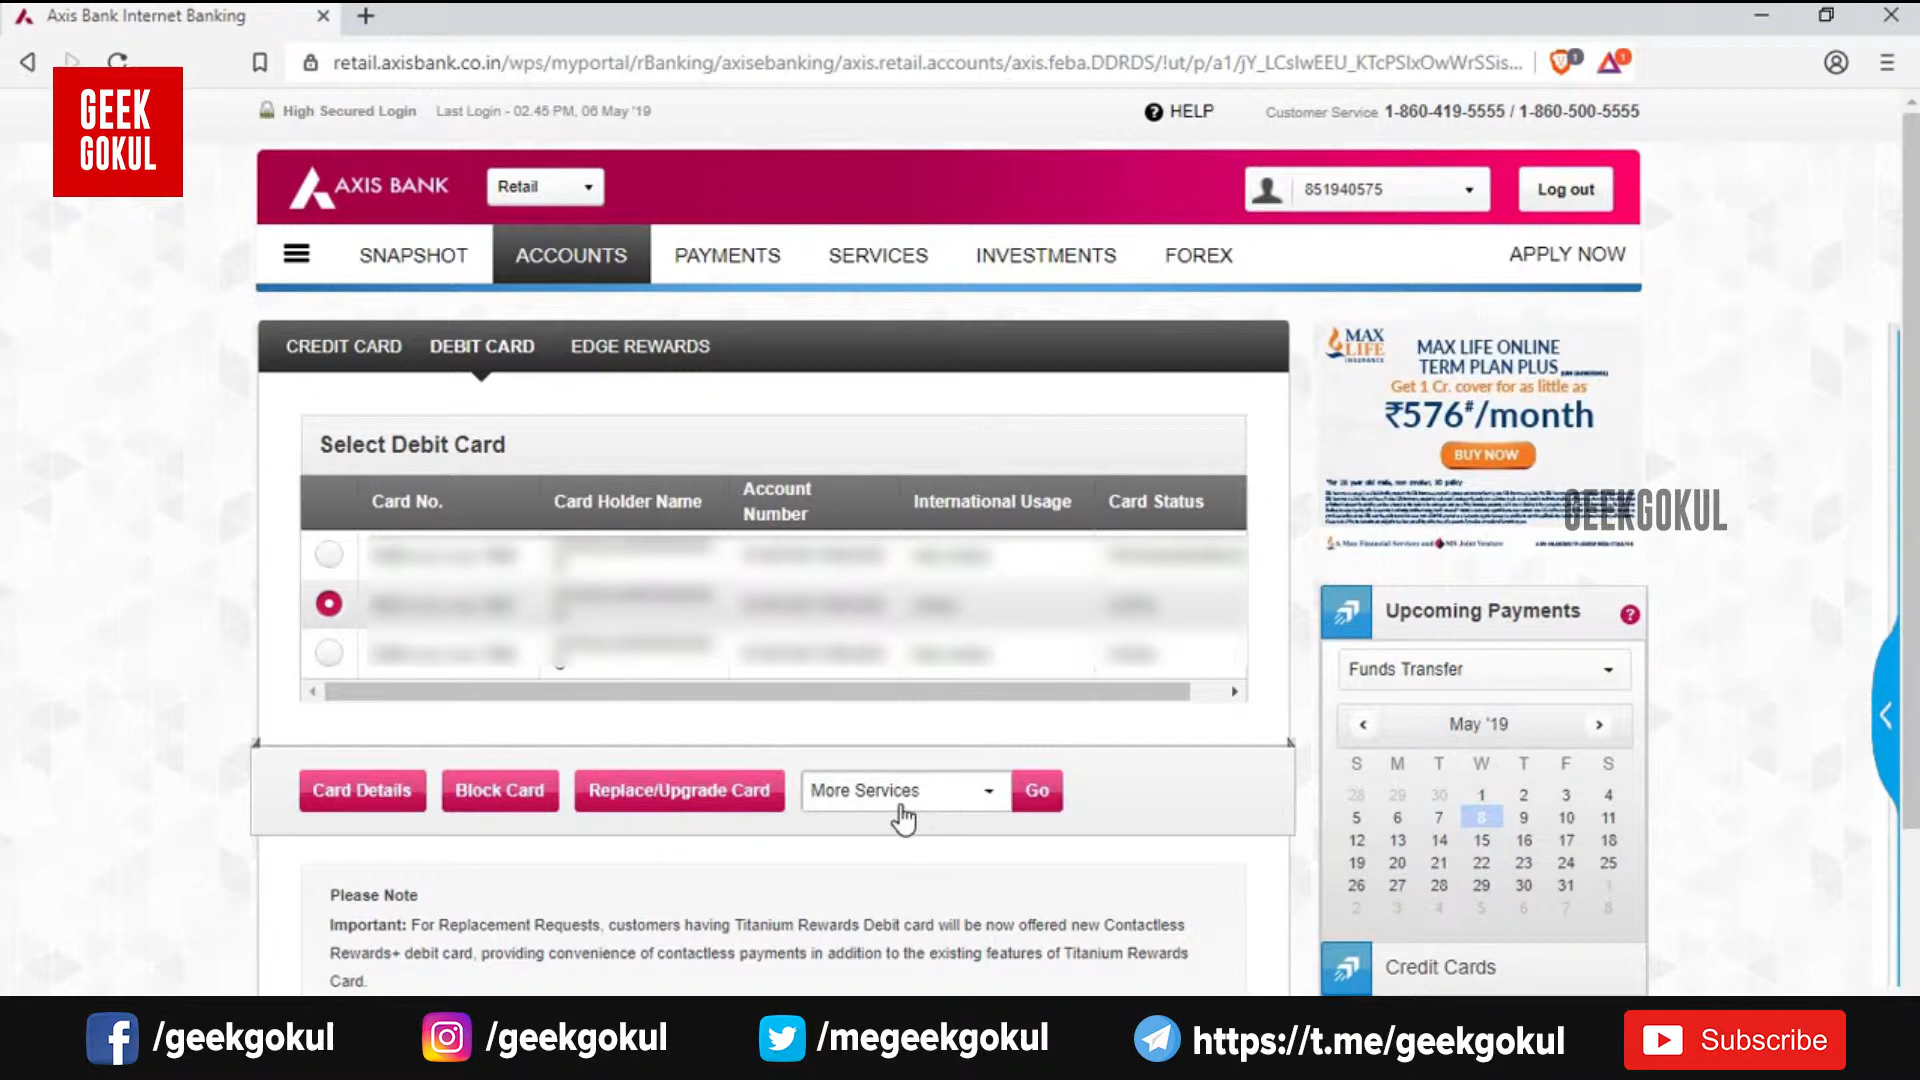 Axis Bank Internet Banking
retail.axisbank.co.in/wps/myportal/rBanking/axisebanking/axis.retail.accounts/axis.feba.DDRDS/!ut/p/a1/jY_LCsIwEEU_KTcPSIxOwWrSSis...
GEEK
GOKUL
High Secured Login Last Login - 02.45 PM, 06 May '19
HELP
Customer Service 1-860-419-5555 / 1-860-500-5555
AXIS BANK
Retail
851940575
Log out
SNAPSHOT ACCOUNTS PAYMENTS SERVICES INVESTMENTS FOREX APPLY NOW
CREDIT CARD DEBIT CARD EDGE REWARDS
Select Debit Card
Card No. Card Holder Name Account Number International Usage Card Status
Card Details Block Card Replace/Upgrade Card More Services Go
Please Note
Important: For Replacement Requests, customers having Titanium Rewards Debit card will be now offered new Contactless
Rewards+ debit card, providing convenience of contactless payments in addition to the existing features of Titanium Rewards
Card.
MAX
LIFE
INSURANCE
MAX LIFE ONLINE
TERM PLAN PLUS
Get 1 Cr. cover for as little as
₹576#/month
BUY NOW
GEEKGOKUL
Upcoming Payments ?
Funds Transfer
May '19
S M T W T F S
28 29 30 1 2 3 4
5 6 7 8 9 10 11
12 13 14 15 16 17 18
19 20 21 22 23 24 25
26 27 28 29 30 31 1
2 3 4 5 6 7 8
Credit Cards
/geekgokul
/geekgokul
/megeekgokul
https://t.me/geekgokul
Subscribe